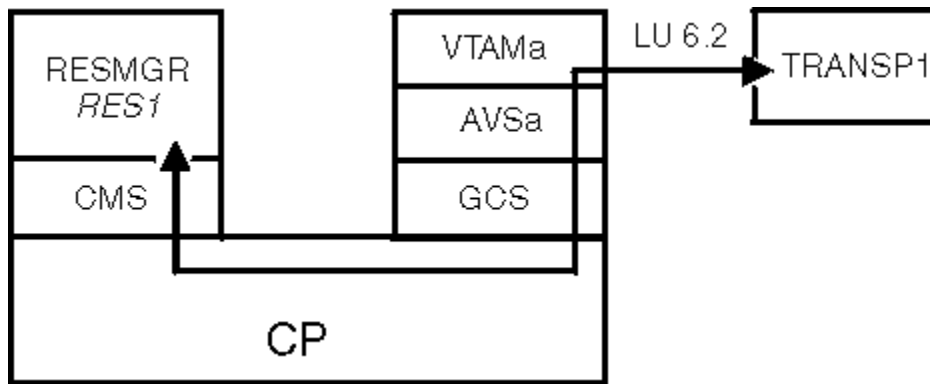 RESMGR
RES1
CMS
VTAMa
AVSa
GCS
LU 6.2
TRANSP1
CP